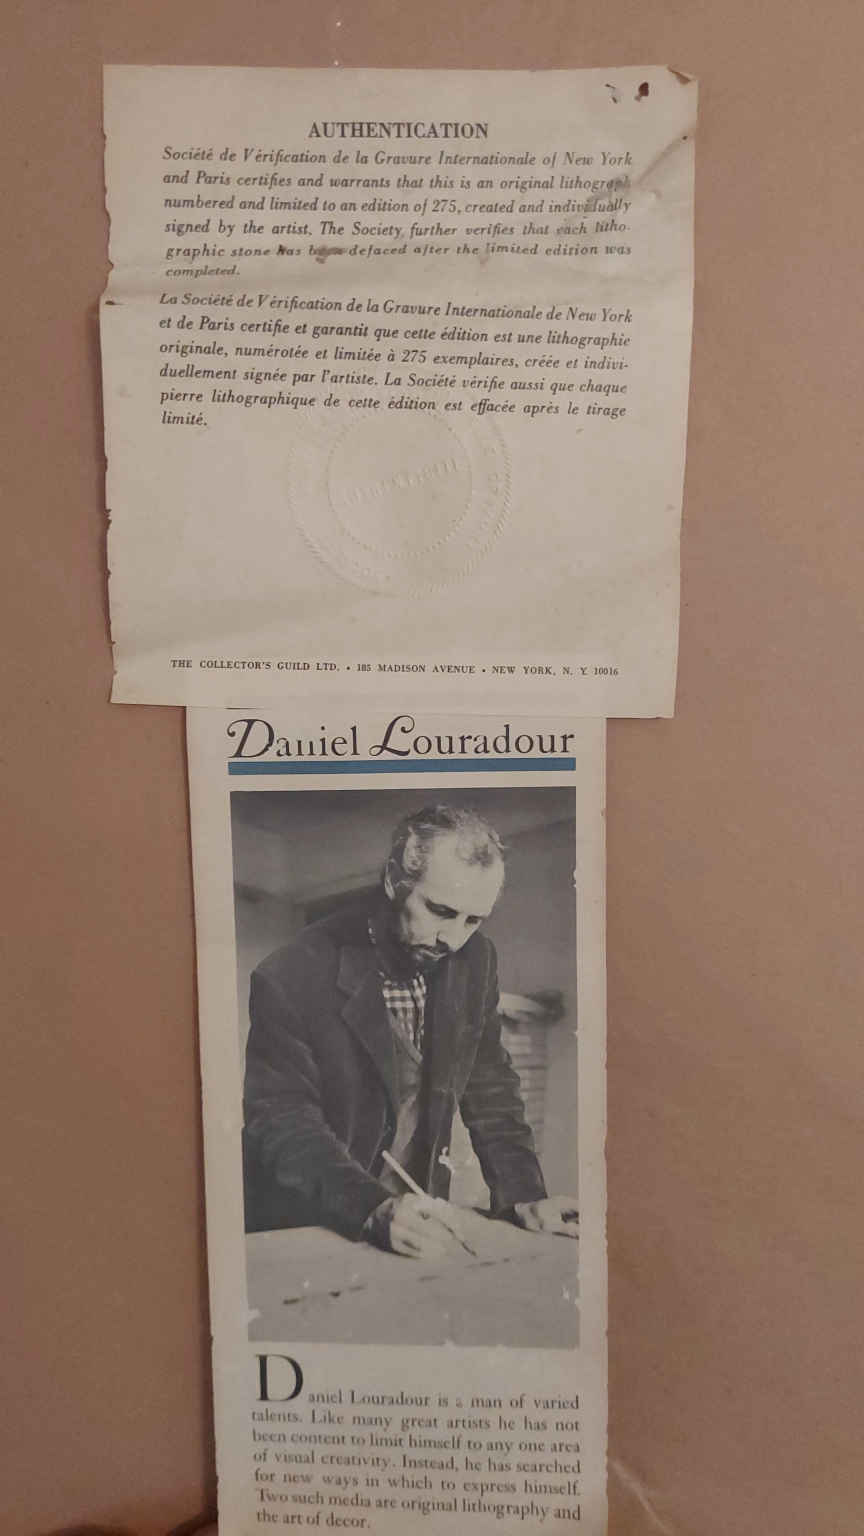 AUTHENTICATION
Société de Vérification de la Gravure Internationale of New York
and Paris certifies and warrants that this is an original lithograph
numbered and limited to an edition of 275, created and individually
signed by the artist. The Society further verifies that each litho-
graphic stone has been defaced after the limited edition was
completed.
La Société de Vérification de la Gravure Internationale de New York
et de Paris certifie et garantit que cette édition est une lithographie
originale, numérotée et limitée à 275 exemplaires, créée et indivi-
duellement signée par l'artiste. La Société vérifie aussi que chaque
pierre lithographique de cette édition est effacée après le tirage
limité.
THE COLLECTOR'S GUILD LTD. • 185 MADISON AVENUE • NEW YORK, N. Y. 10016
Daniel Louradour
Daniel Louradour is a man of varied
talents. Like many great artists he has not
been content to limit himself to any one area
of visual creativity. Instead, he has searched
for new ways in which to express himself.
Two such media are original lithography and
the art of decor.